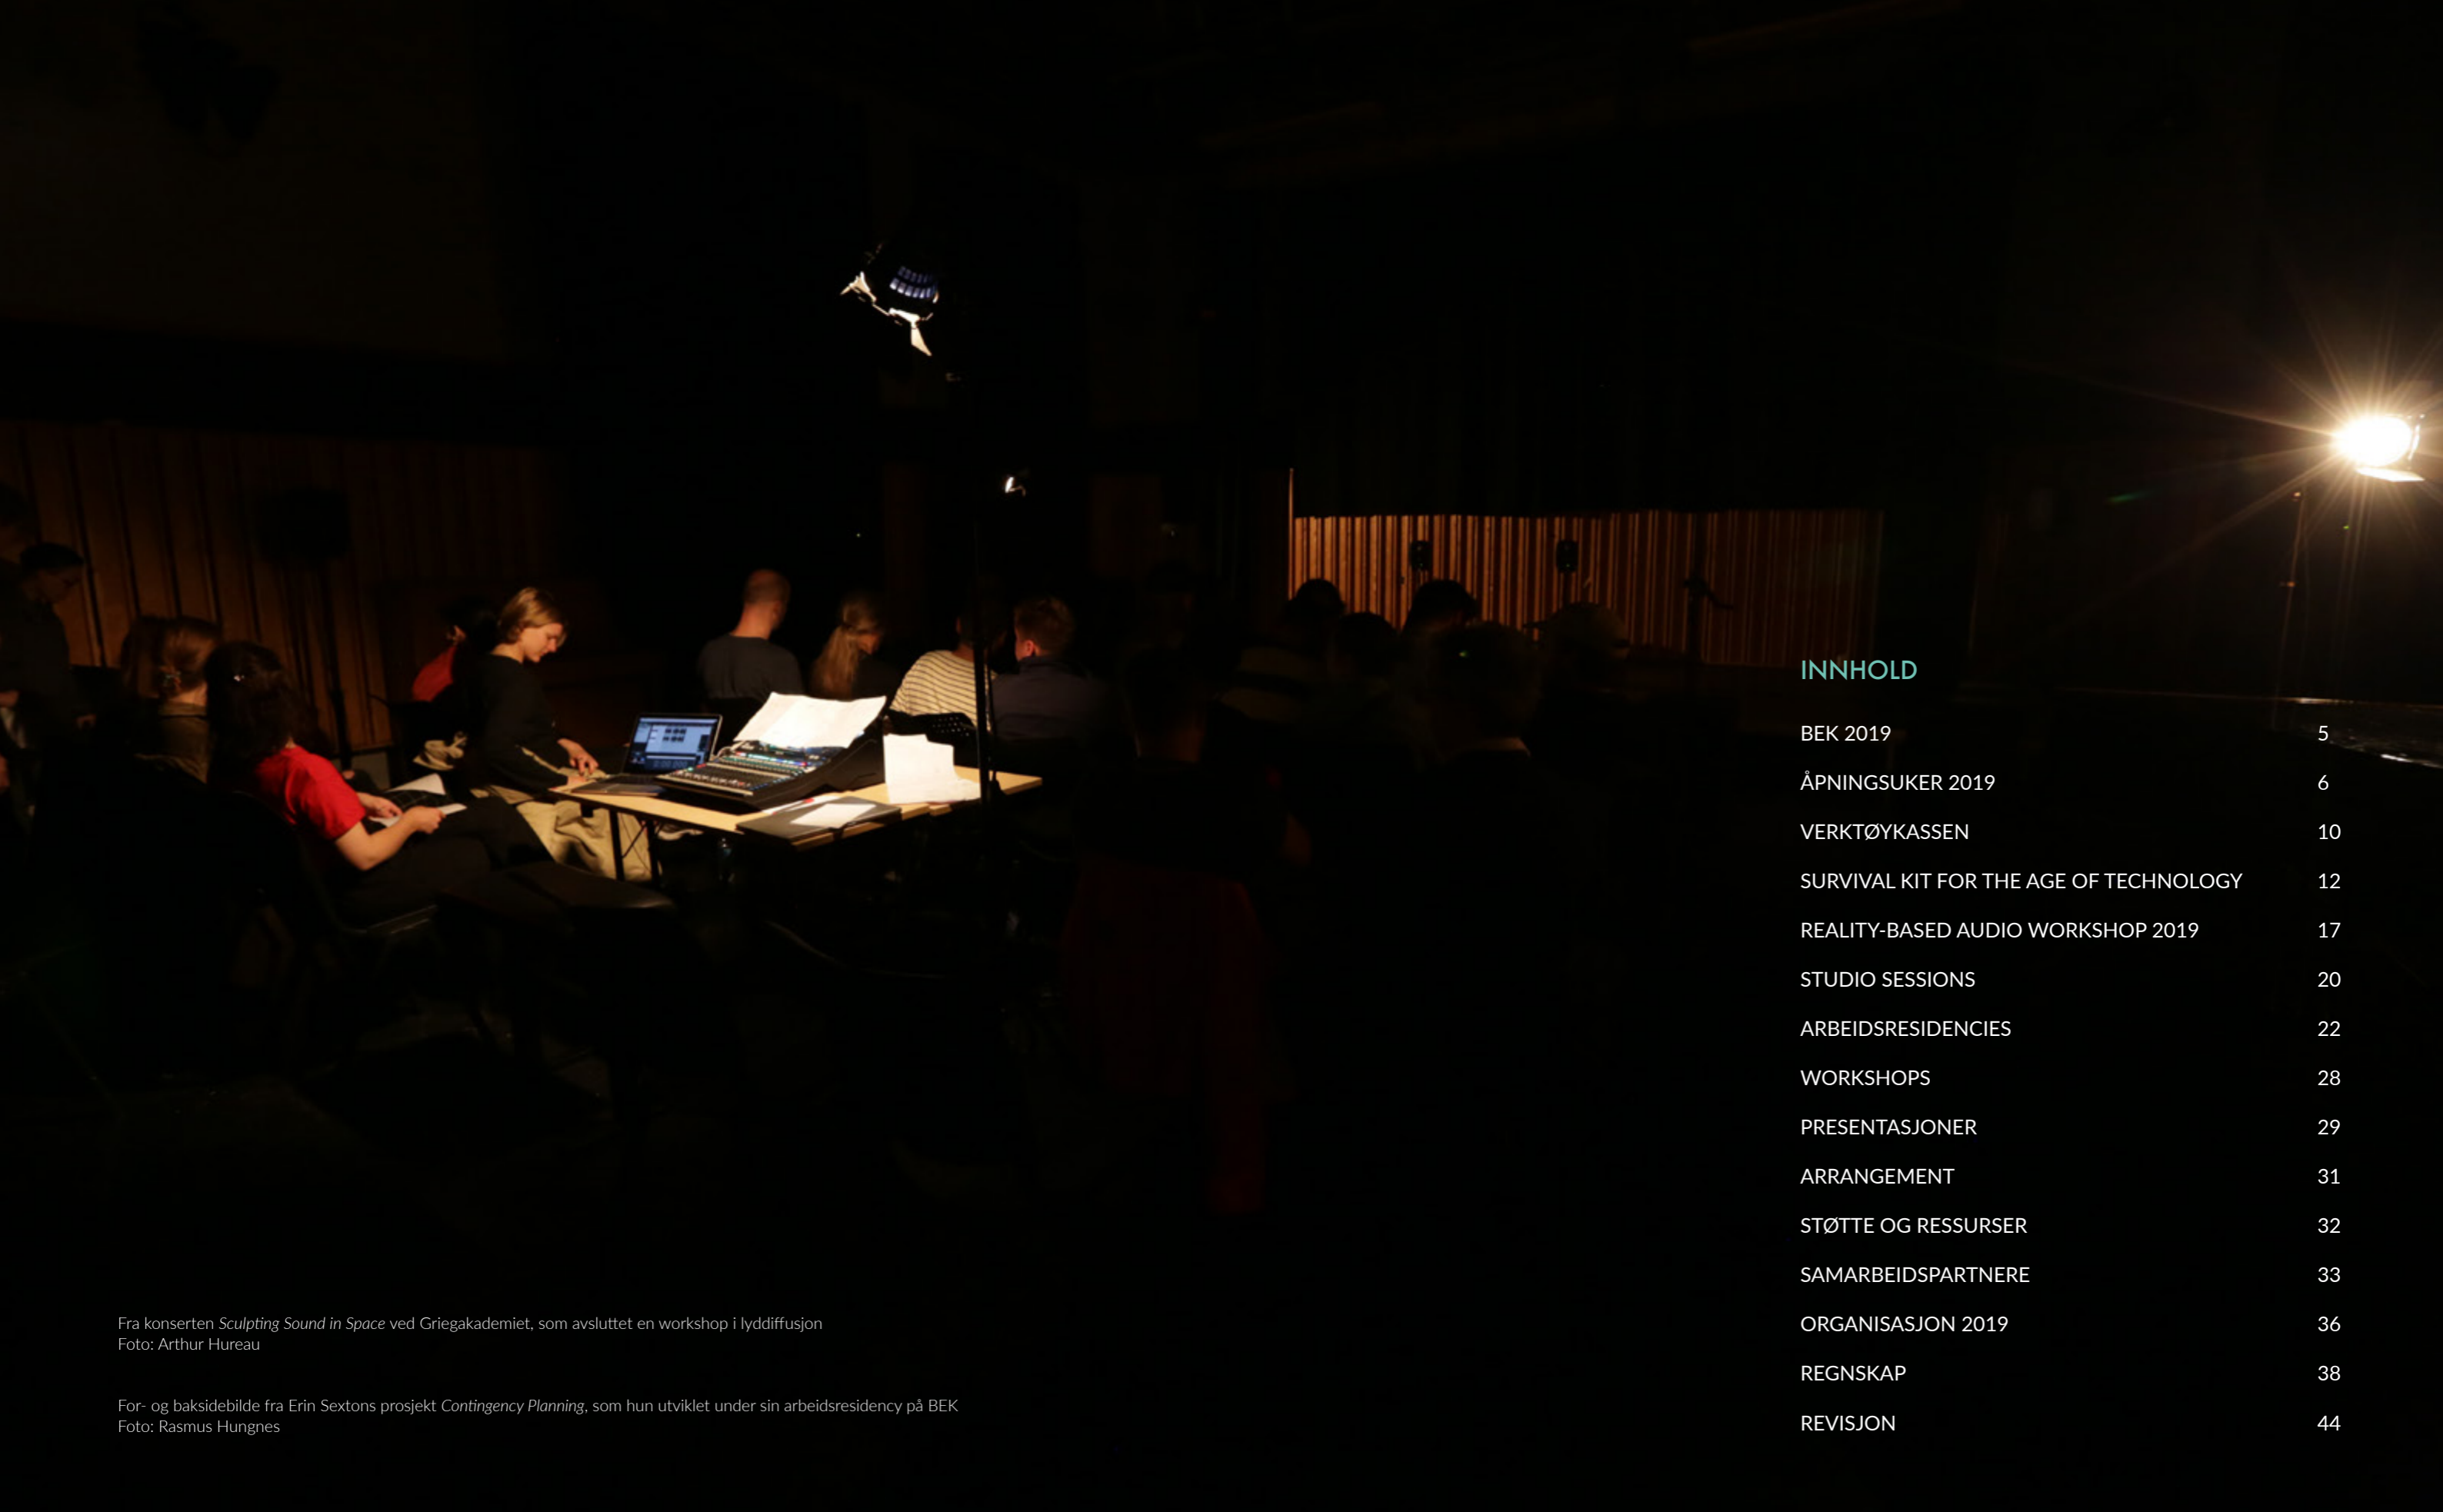 INNHOLD
BEK 2019 5
ÅPNINGSUKER 2019 6
VERKTØYKASSEN 10
SURVIVAL KIT FOR THE AGE OF TECHNOLOGY 12
REALITY-BASED AUDIO WORKSHOP 2019 17
STUDIO SESSIONS 20
ARBEIDSRESIDENCIES 22
WORKSHOPS 28
PRESENTASJONER 29
ARRANGEMENT 31
STØTTE OG RESSURSER 32
SAMARBEIDSPARTNERE 33
ORGANISASJON 2019 36
REGNSKAP 38
REVISJON 44
Fra konserten Sculpting Sound in Space ved Griegakademiet, som avsluttet en workshop i lyddiffusjon
Foto: Arthur Hureau
For- og baksidebilde fra Erin Sextons prosjekt Contingency Planning, som hun utviklet under sin arbeidsresidency på BEK
Foto: Rasmus Hungnes